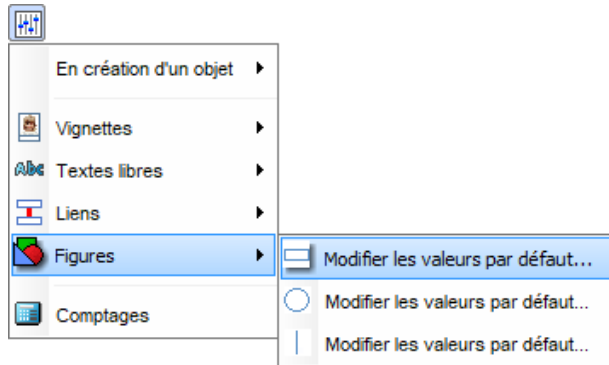 En création d'un objet
Vignettes
Abc Textes libres
Liens
Figures
Modifier les valeurs par défaut...
Modifier les valeurs par défaut...
Comptages
Modifier les valeurs par défaut...